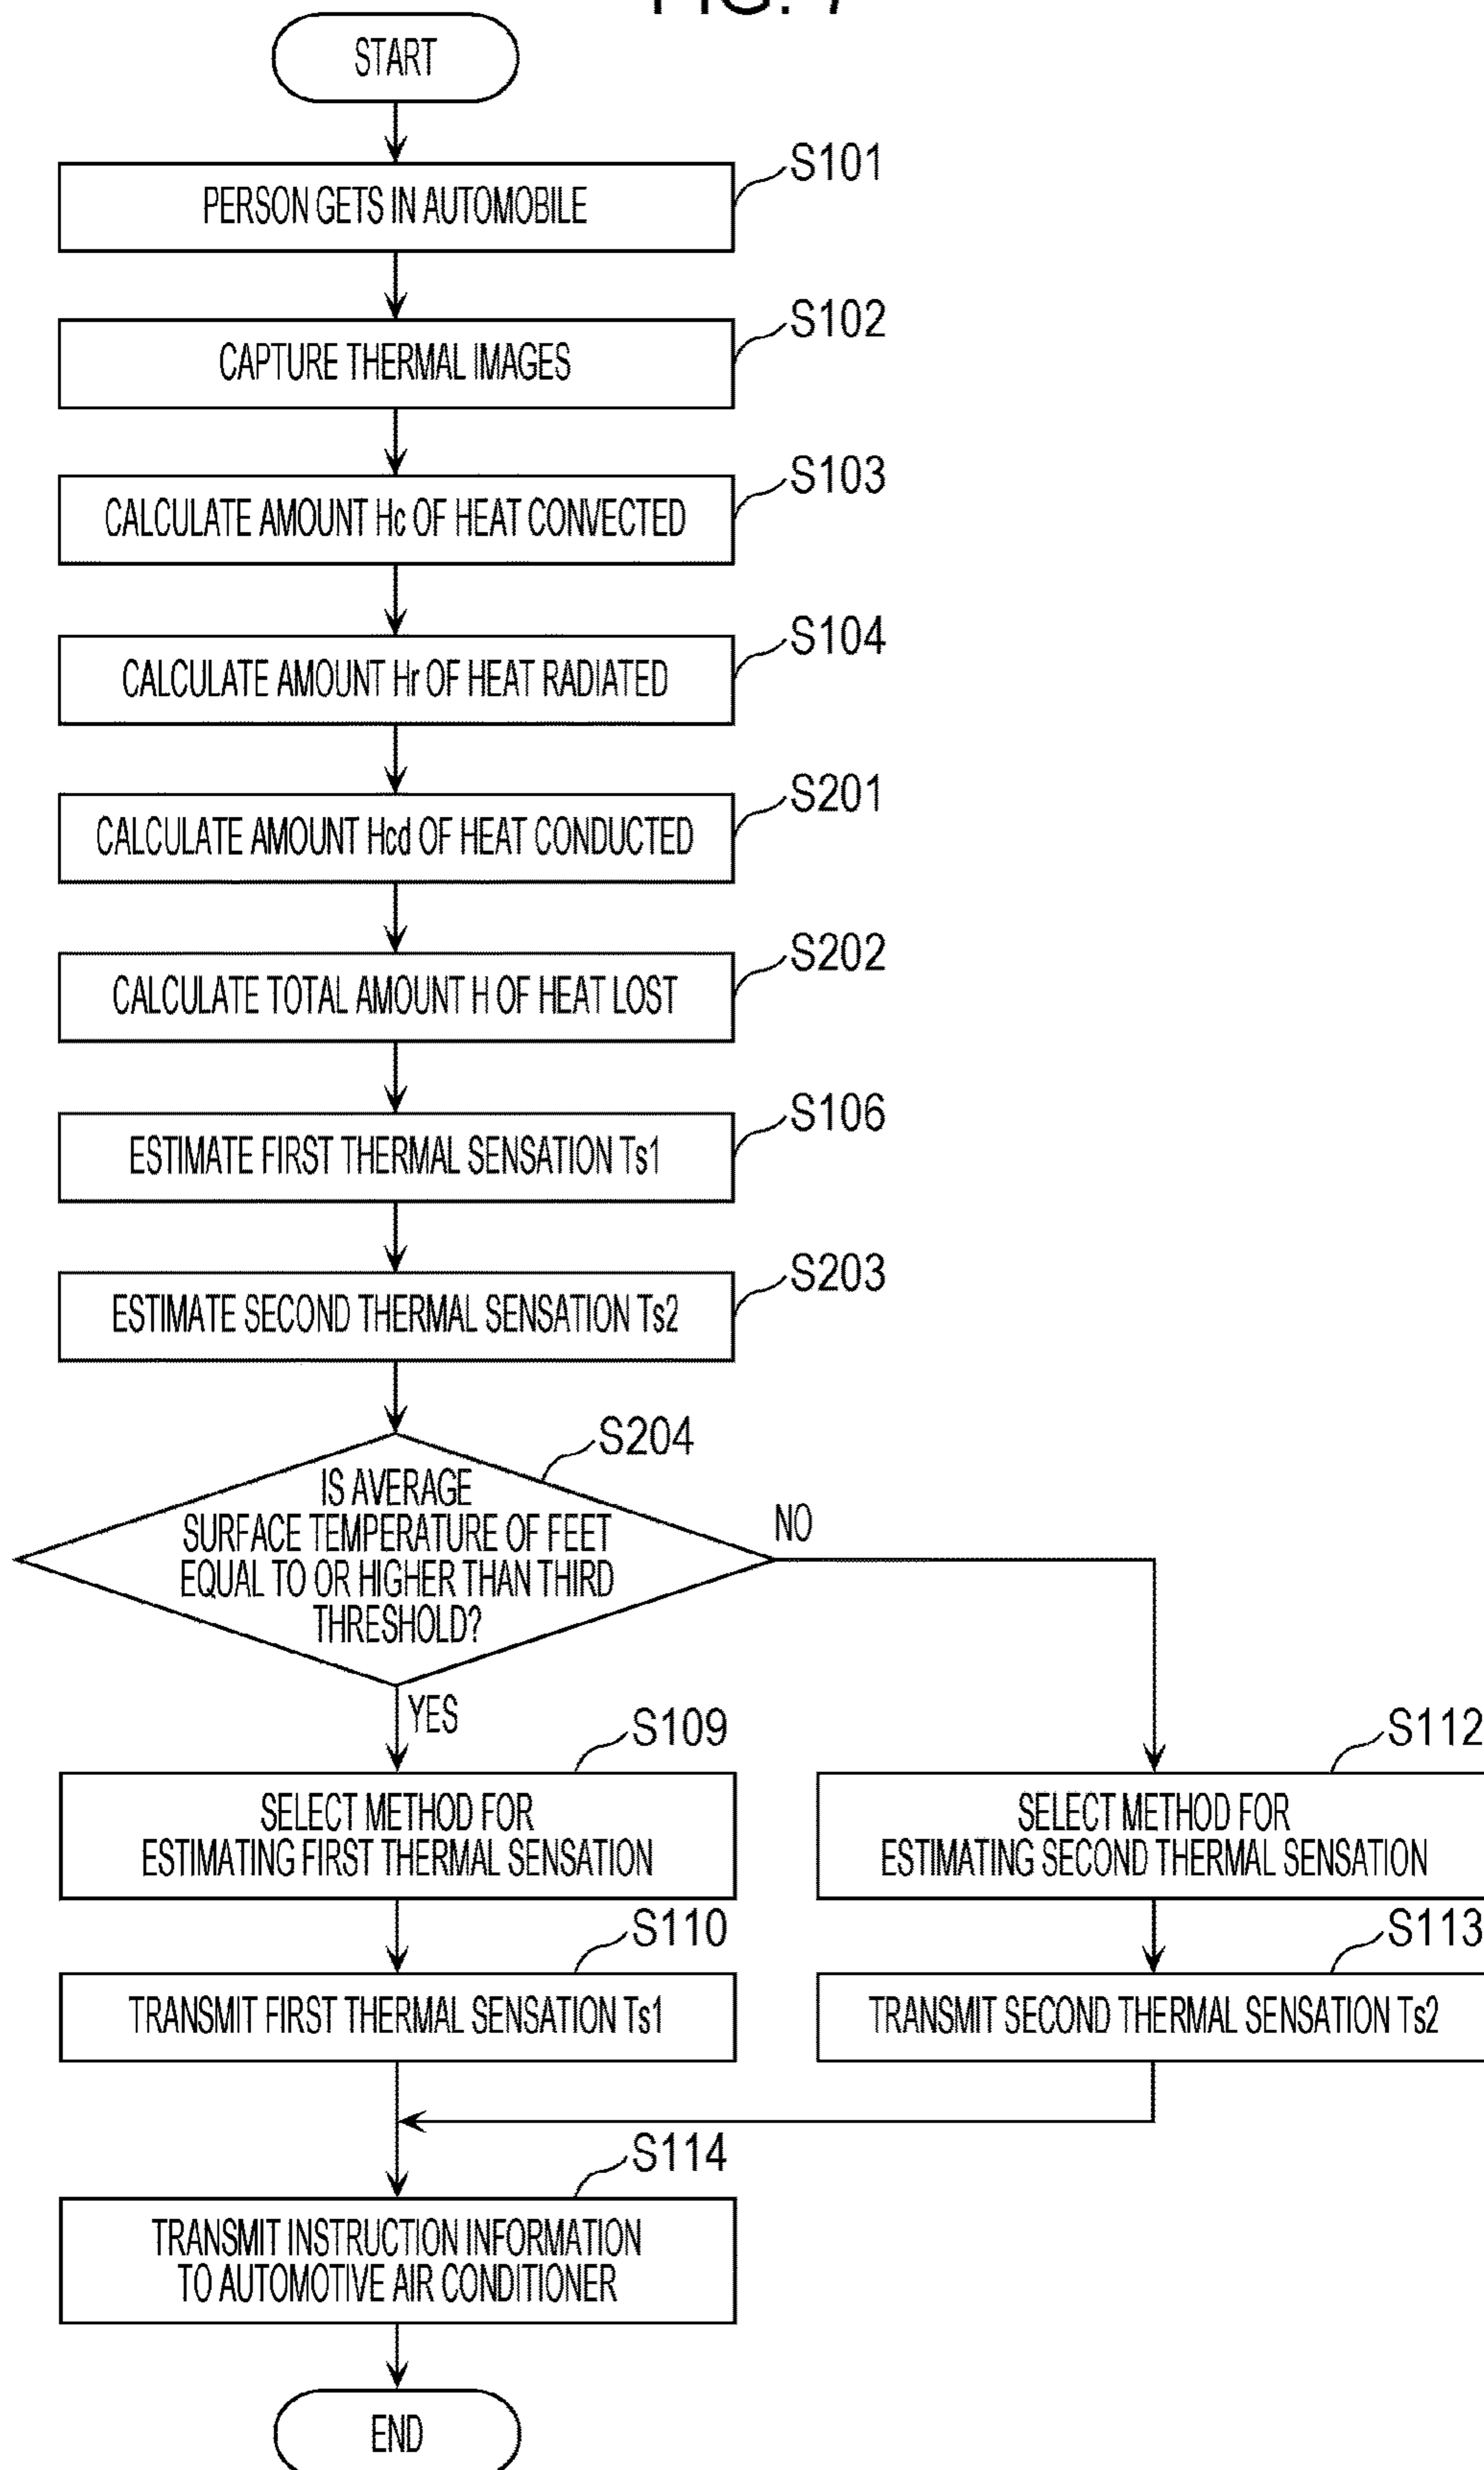 FIG. 7
START
S101
PERSON GETS IN AUTOMOBILE
S102
CAPTURE THERMAL IMAGES
S103
CALCULATE AMOUNT Hc OF HEAT CONVECTED
S104
CALCULATE AMOUNT Hr OF HEAT RADIATED
S201
CALCULATE AMOUNT Hcd OF HEAT CONDUCTED
S202
CALCULATE TOTAL AMOUNT H OF HEAT LOST
S106
ESTIMATE FIRST THERMAL SENSATION Ts1
S203
ESTIMATE SECOND THERMAL SENSATION Ts2
S204
IS AVERAGE
SURFACE TEMPERATURE OF FEET
EQUAL TO OR HIGHER THAN THIRD
THRESHOLD?
NO
YES
S109
SELECT METHOD FOR
ESTIMATING FIRST THERMAL SENSATION
S112
SELECT METHOD FOR
ESTIMATING SECOND THERMAL SENSATION
S110
TRANSMIT FIRST THERMAL SENSATION Ts1
S113
TRANSMIT SECOND THERMAL SENSATION Ts2
S114
TRANSMIT INSTRUCTION INFORMATION
TO AUTOMOTIVE AIR CONDITIONER
END